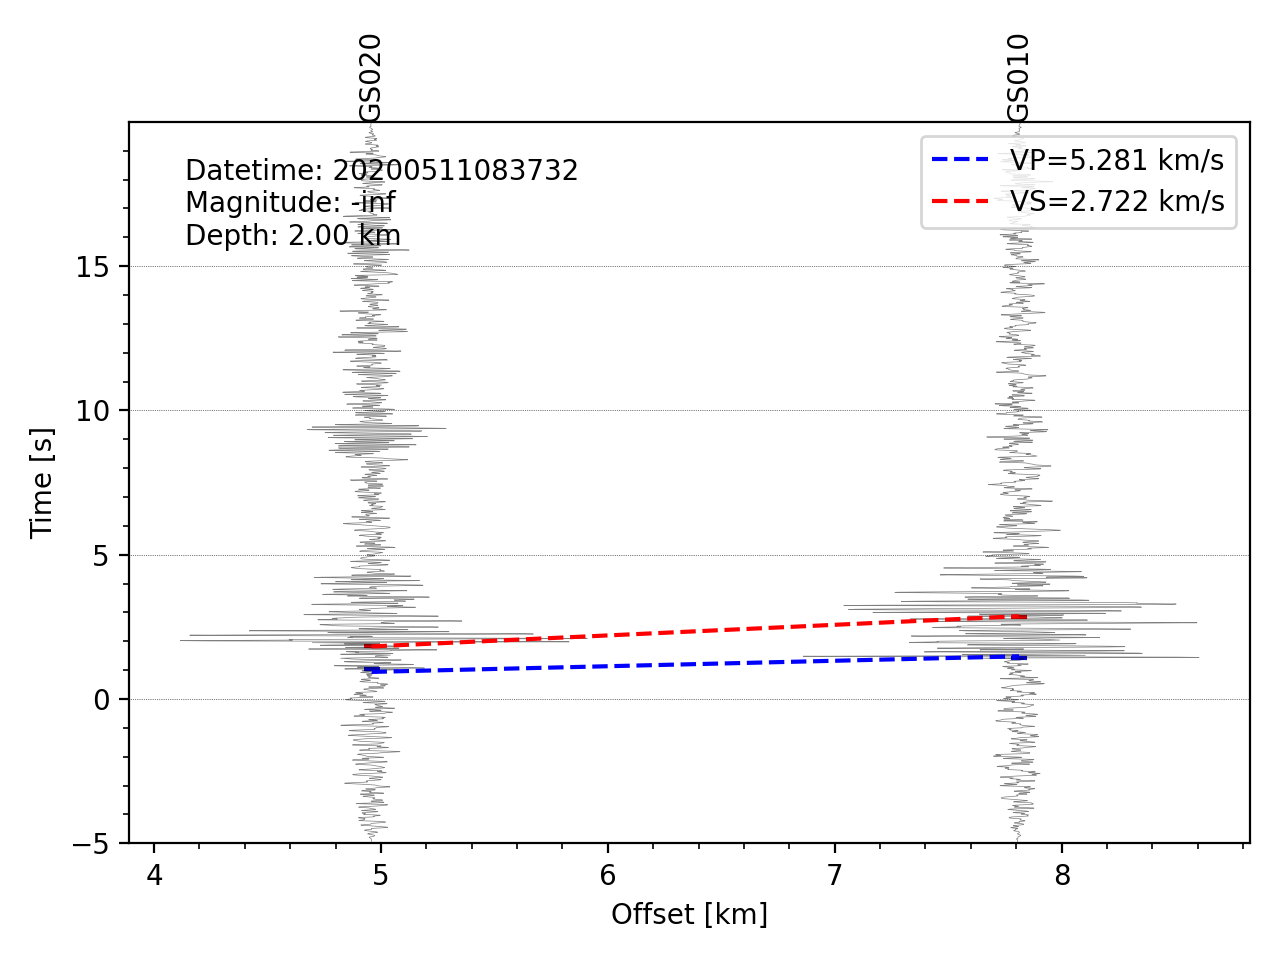 GS020
GS010
Datetime: 20200511083732
Magnitude: -inf
Depth: 2.00 km
VP=5.281 km/s
VS=2.722 km/s
15
10
5
0
−5
Time [s]
4
5
6
7
8
Offset [km]